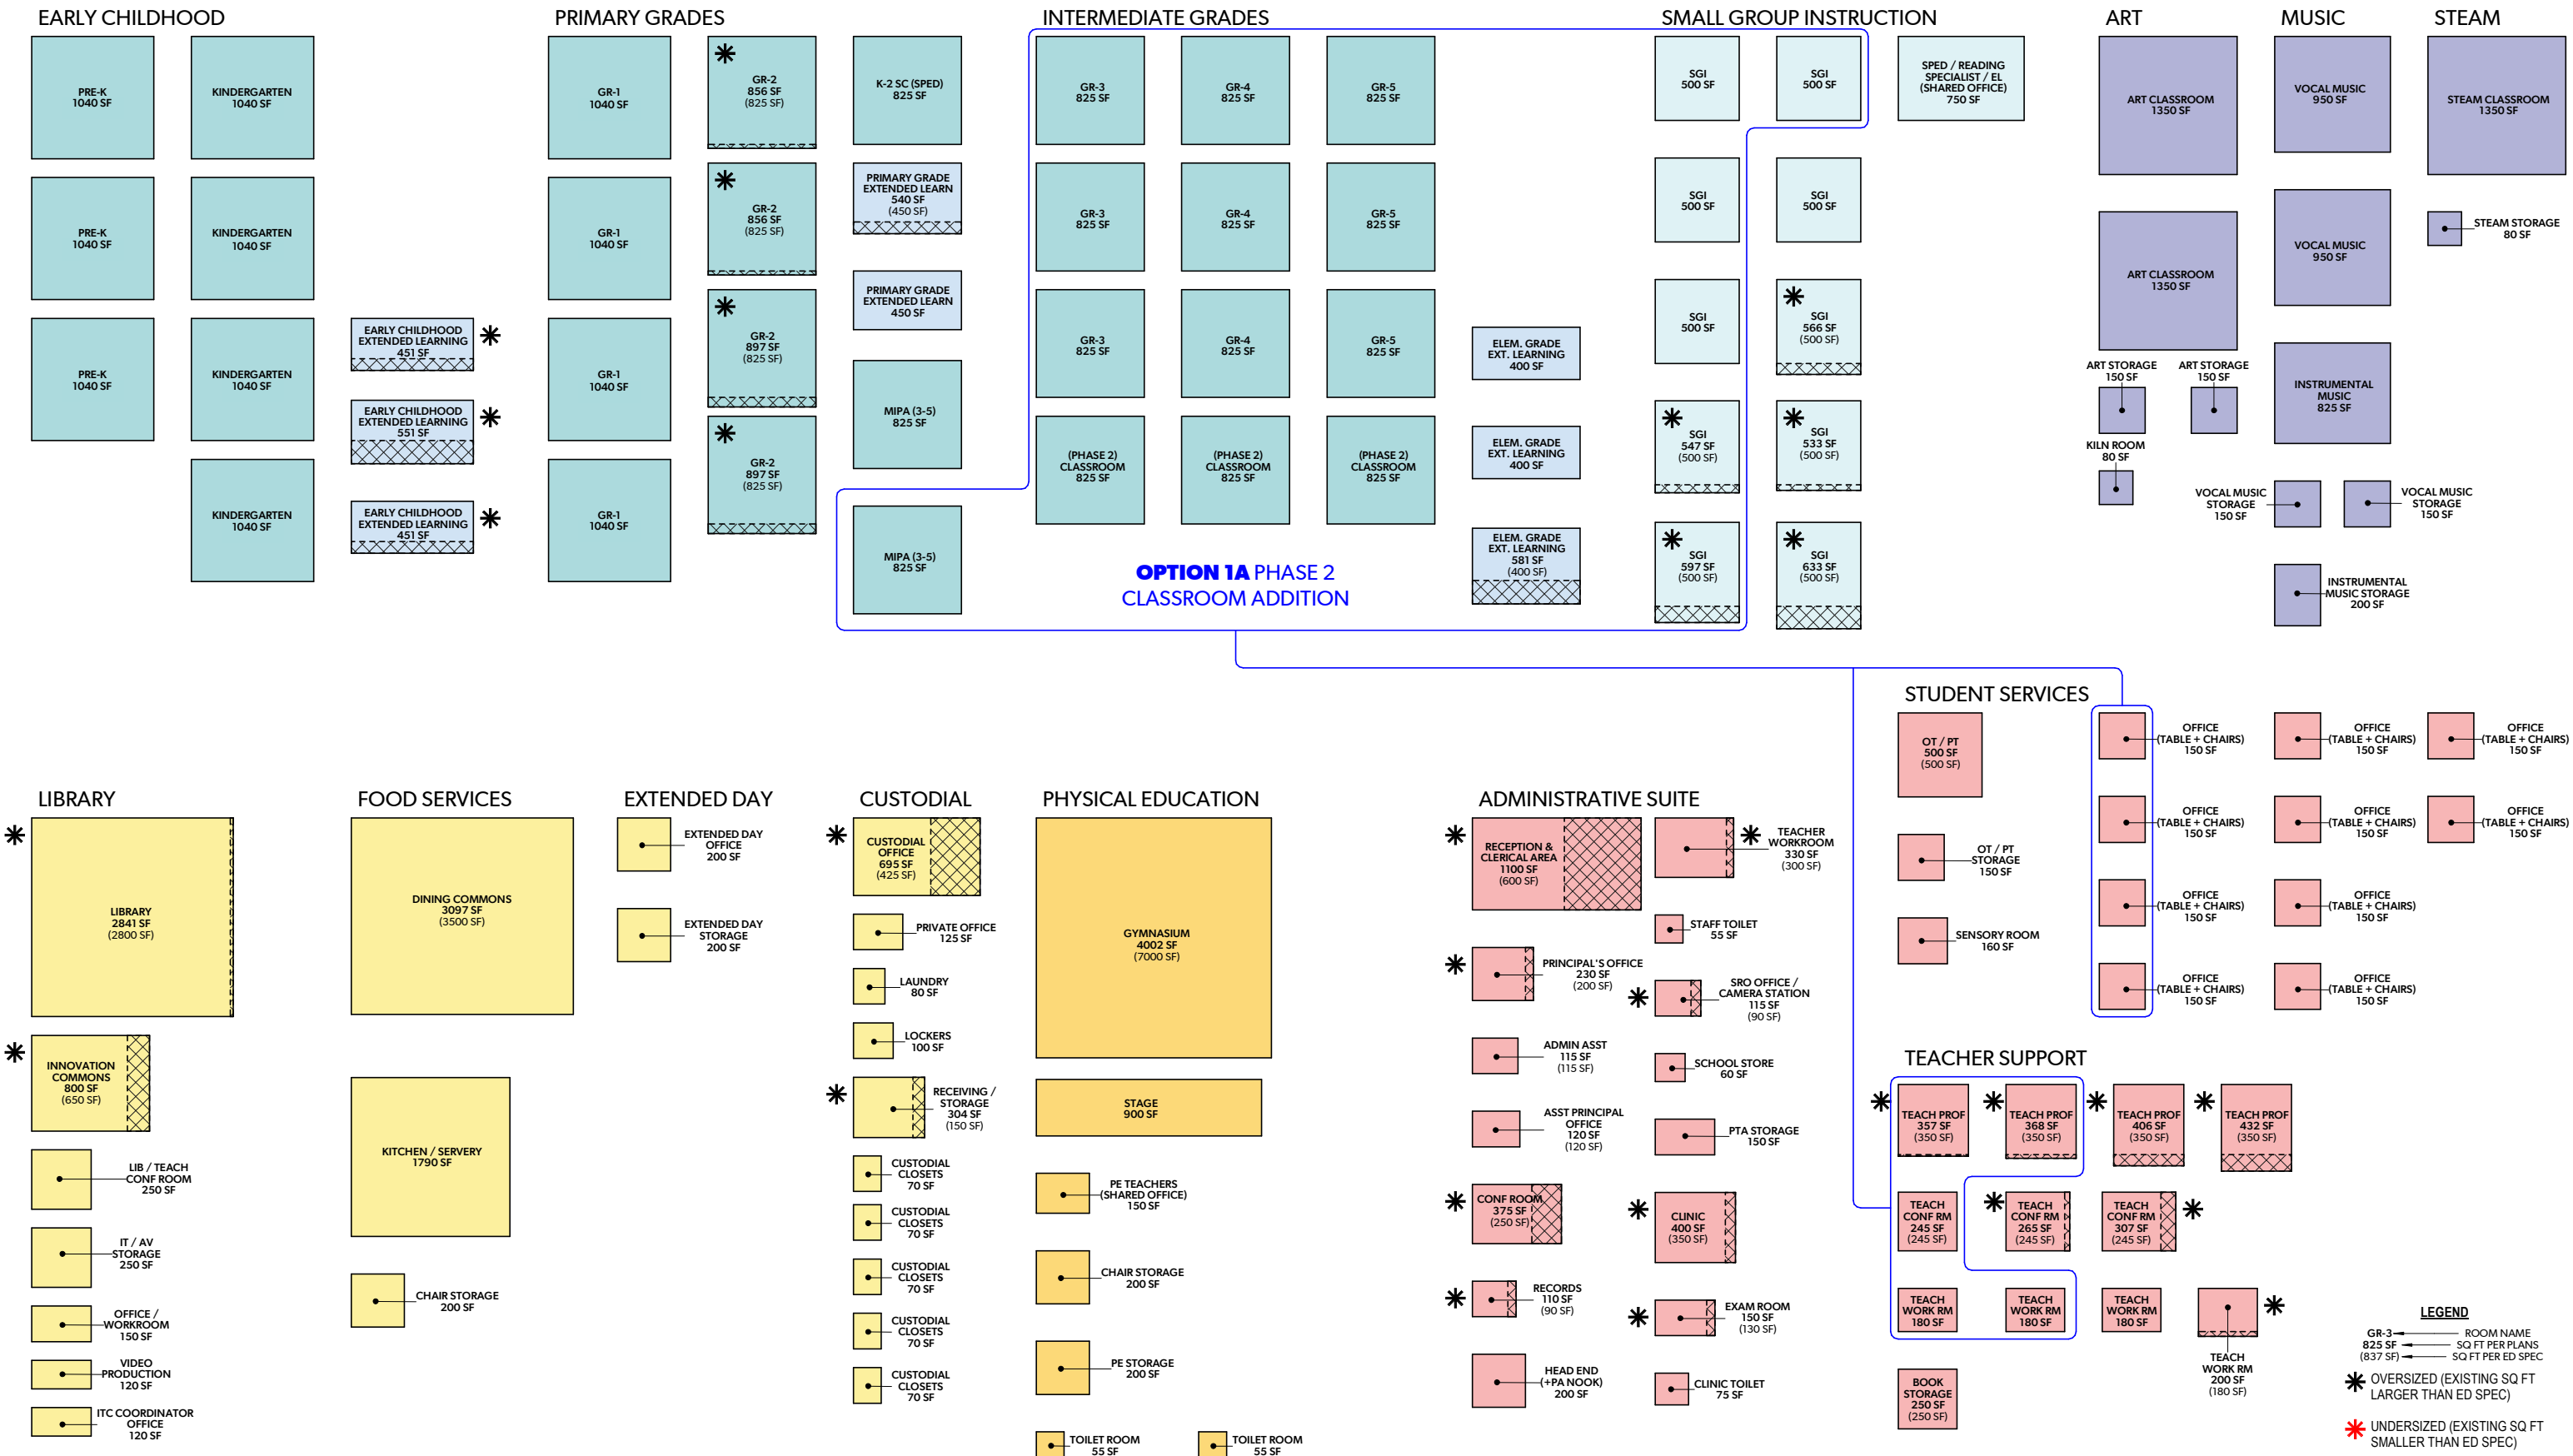 EARLY CHILDHOOD
PRE-K
1040 SF
PRE-K
1040 SF
PRE-K
1040 SF
KINDERGARTEN
1040 SF
KINDERGARTEN
1040 SF
KINDERGARTEN
1040 SF
KINDERGARTEN
1040 SF
EARLY CHILDHOOD
EXTENDED LEARNING
451 SF
EARLY CHILDHOOD
EXTENDED LEARNING
551 SF
EARLY CHILDHOOD
EXTENDED LEARNING
451 SF
PRIMARY GRADES
GR-1
1040 SF
GR-1
1040 SF
GR-1
1040 SF
GR-1
1040 SF
GR-2
856 SF
(825 SF)
GR-2
856 SF
(825 SF)
GR-2
897 SF
(825 SF)
GR-2
897 SF
(825 SF)
K-2 SC (SPED)
825 SF
PRIMARY GRADE
EXTENDED LEARN
540 SF
(450 SF)
PRIMARY GRADE
EXTENDED LEARN
450 SF
MIPA (3-5)
825 SF
MIPA (3-5)
825 SF
INTERMEDIATE GRADES
GR-3
825 SF
GR-3
825 SF
GR-3
825 SF
(PHASE 2)
CLASSROOM
825 SF
GR-4
825 SF
GR-4
825 SF
GR-4
825 SF
(PHASE 2)
CLASSROOM
825 SF
GR-5
825 SF
GR-5
825 SF
GR-5
825 SF
(PHASE 2)
CLASSROOM
825 SF
ELEM. GRADE
EXT. LEARNING
400 SF
ELEM. GRADE
EXT. LEARNING
400 SF
ELEM. GRADE
EXT. LEARNING
581 SF
(400 SF)
OPTION 1A PHASE 2
CLASSROOM ADDITION
SMALL GROUP INSTRUCTION
SGI
500 SF
SGI
500 SF
SGI
500 SF
SGI
547 SF
(500 SF)
SGI
597 SF
(500 SF)
SGI
500 SF
SGI
500 SF
SGI
566 SF
(500 SF)
SGI
533 SF
(500 SF)
SGI
633 SF
(500 SF)
SPED / READING
SPECIALIST / EL
(SHARED OFFICE)
750 SF
ART
ART CLASSROOM
1350 SF
ART CLASSROOM
1350 SF
ART STORAGE
150 SF
ART STORAGE
150 SF
KILN ROOM
80 SF
MUSIC
VOCAL MUSIC
950 SF
VOCAL MUSIC
950 SF
INSTRUMENTAL
MUSIC
825 SF
VOCAL MUSIC
STORAGE
150 SF
VOCAL MUSIC
STORAGE
150 SF
INSTRUMENTAL
MUSIC STORAGE
200 SF
STEAM
STEAM CLASSROOM
1350 SF
STEAM STORAGE
80 SF
LIBRARY
LIBRARY
2841 SF
(2800 SF)
INNOVATION
COMMONS
800 SF
(650 SF)
LIB / TEACH
CONF ROOM
250 SF
IT / AV
STORAGE
250 SF
OFFICE /
WORKROOM
150 SF
VIDEO
PRODUCTION
120 SF
ITC COORDINATOR
OFFICE
120 SF
FOOD SERVICES
DINING COMMONS
3097 SF
(3500 SF)
KITCHEN / SERVERY
1790 SF
CHAIR STORAGE
200 SF
EXTENDED DAY
EXTENDED DAY
OFFICE
200 SF
EXTENDED DAY
STORAGE
200 SF
CUSTODIAL
CUSTODIAL
OFFICE
695 SF
(425 SF)
PRIVATE OFFICE
125 SF
LAUNDRY
80 SF
LOCKERS
100 SF
RECEIVING /
STORAGE
304 SF
(150 SF)
CUSTODIAL
CLOSETS
70 SF
CUSTODIAL
CLOSETS
70 SF
CUSTODIAL
CLOSETS
70 SF
CUSTODIAL
CLOSETS
70 SF
CUSTODIAL
CLOSETS
70 SF
PHYSICAL EDUCATION
GYMNASIUM
4002 SF
(7000 SF)
STAGE
900 SF
PE TEACHERS
(SHARED OFFICE)
150 SF
CHAIR STORAGE
200 SF
PE STORAGE
200 SF
TOILET ROOM
55 SF
TOILET ROOM
55 SF
ADMINISTRATIVE SUITE
RECEPTION &
CLERICAL AREA
1100 SF
(600 SF)
PRINCIPAL'S OFFICE
230 SF
(200 SF)
ADMIN ASST
115 SF
(115 SF)
ASST PRINCIPAL
OFFICE
120 SF
(120 SF)
CONF ROOM
375 SF
(250 SF)
RECORDS
110 SF
(90 SF)
HEAD END
(+PA NOOK)
200 SF
TEACHER
WORKROOM
330 SF
(300 SF)
STAFF TOILET
55 SF
SRO OFFICE /
CAMERA STATION
115 SF
(90 SF)
SCHOOL STORE
60 SF
PTA STORAGE
150 SF
CLINIC
400 SF
(350 SF)
EXAM ROOM
150 SF
(130 SF)
CLINIC TOILET
75 SF
STUDENT SERVICES
OT / PT
500 SF
(500 SF)
OT / PT
STORAGE
150 SF
SENSORY ROOM
160 SF
OFFICE
(TABLE + CHAIRS)
150 SF
OFFICE
(TABLE + CHAIRS)
150 SF
OFFICE
(TABLE + CHAIRS)
150 SF
OFFICE
(TABLE + CHAIRS)
150 SF
OFFICE
(TABLE + CHAIRS)
150 SF
OFFICE
(TABLE + CHAIRS)
150 SF
OFFICE
(TABLE + CHAIRS)
150 SF
OFFICE
(TABLE + CHAIRS)
150 SF
OFFICE
(TABLE + CHAIRS)
150 SF
OFFICE
(TABLE + CHAIRS)
150 SF
TEACHER SUPPORT
TEACH PROF
357 SF
(350 SF)
TEACH PROF
368 SF
(350 SF)
TEACH PROF
406 SF
(350 SF)
TEACH PROF
432 SF
(350 SF)
TEACH
CONF RM
245 SF
(245 SF)
TEACH
CONF RM
265 SF
(245 SF)
TEACH
CONF RM
307 SF
(245 SF)
TEACH
WORK RM
180 SF
TEACH
WORK RM
180 SF
TEACH
WORK RM
180 SF
TEACH
WORK RM
200 SF
(180 SF)
BOOK
STORAGE
250 SF
(250 SF)
LEGEND
GR-3 ROOM NAME
825 SF SQ FT PER PLANS
(837 SF) SQ FT PER ED SPEC
OVERSIZED (EXISTING SQ FT
LARGER THAN ED SPEC)
UNDERSIZED (EXISTING SQ FT
SMALLER THAN ED SPEC)